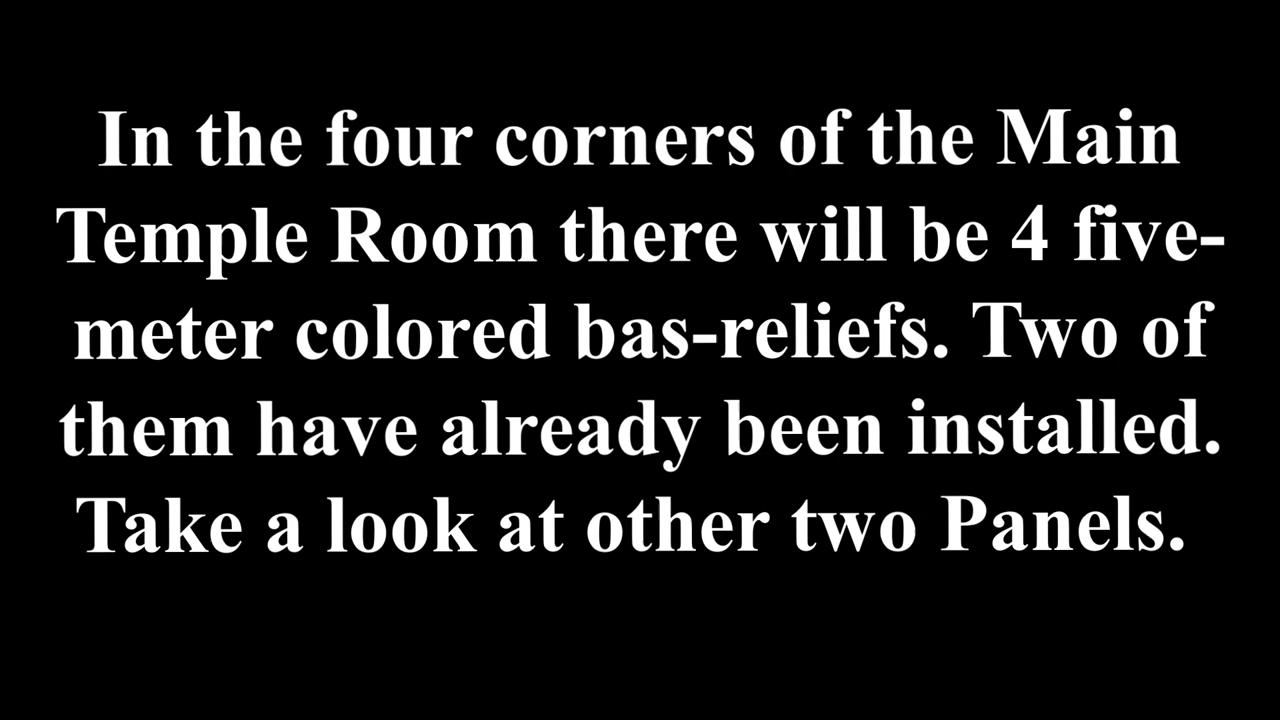 In the four corners of the Main
Temple Room there will be 4 five-
meter colored bas-reliefs. Two of
them have already been installed.
Take a look at other two Panels.